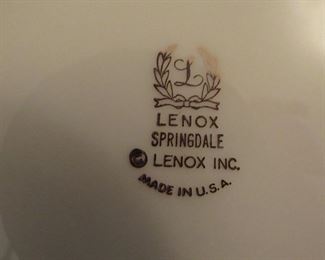 L
LENOX
SPRINGDALE
© LENOX INC.
MADE IN U.S.A.